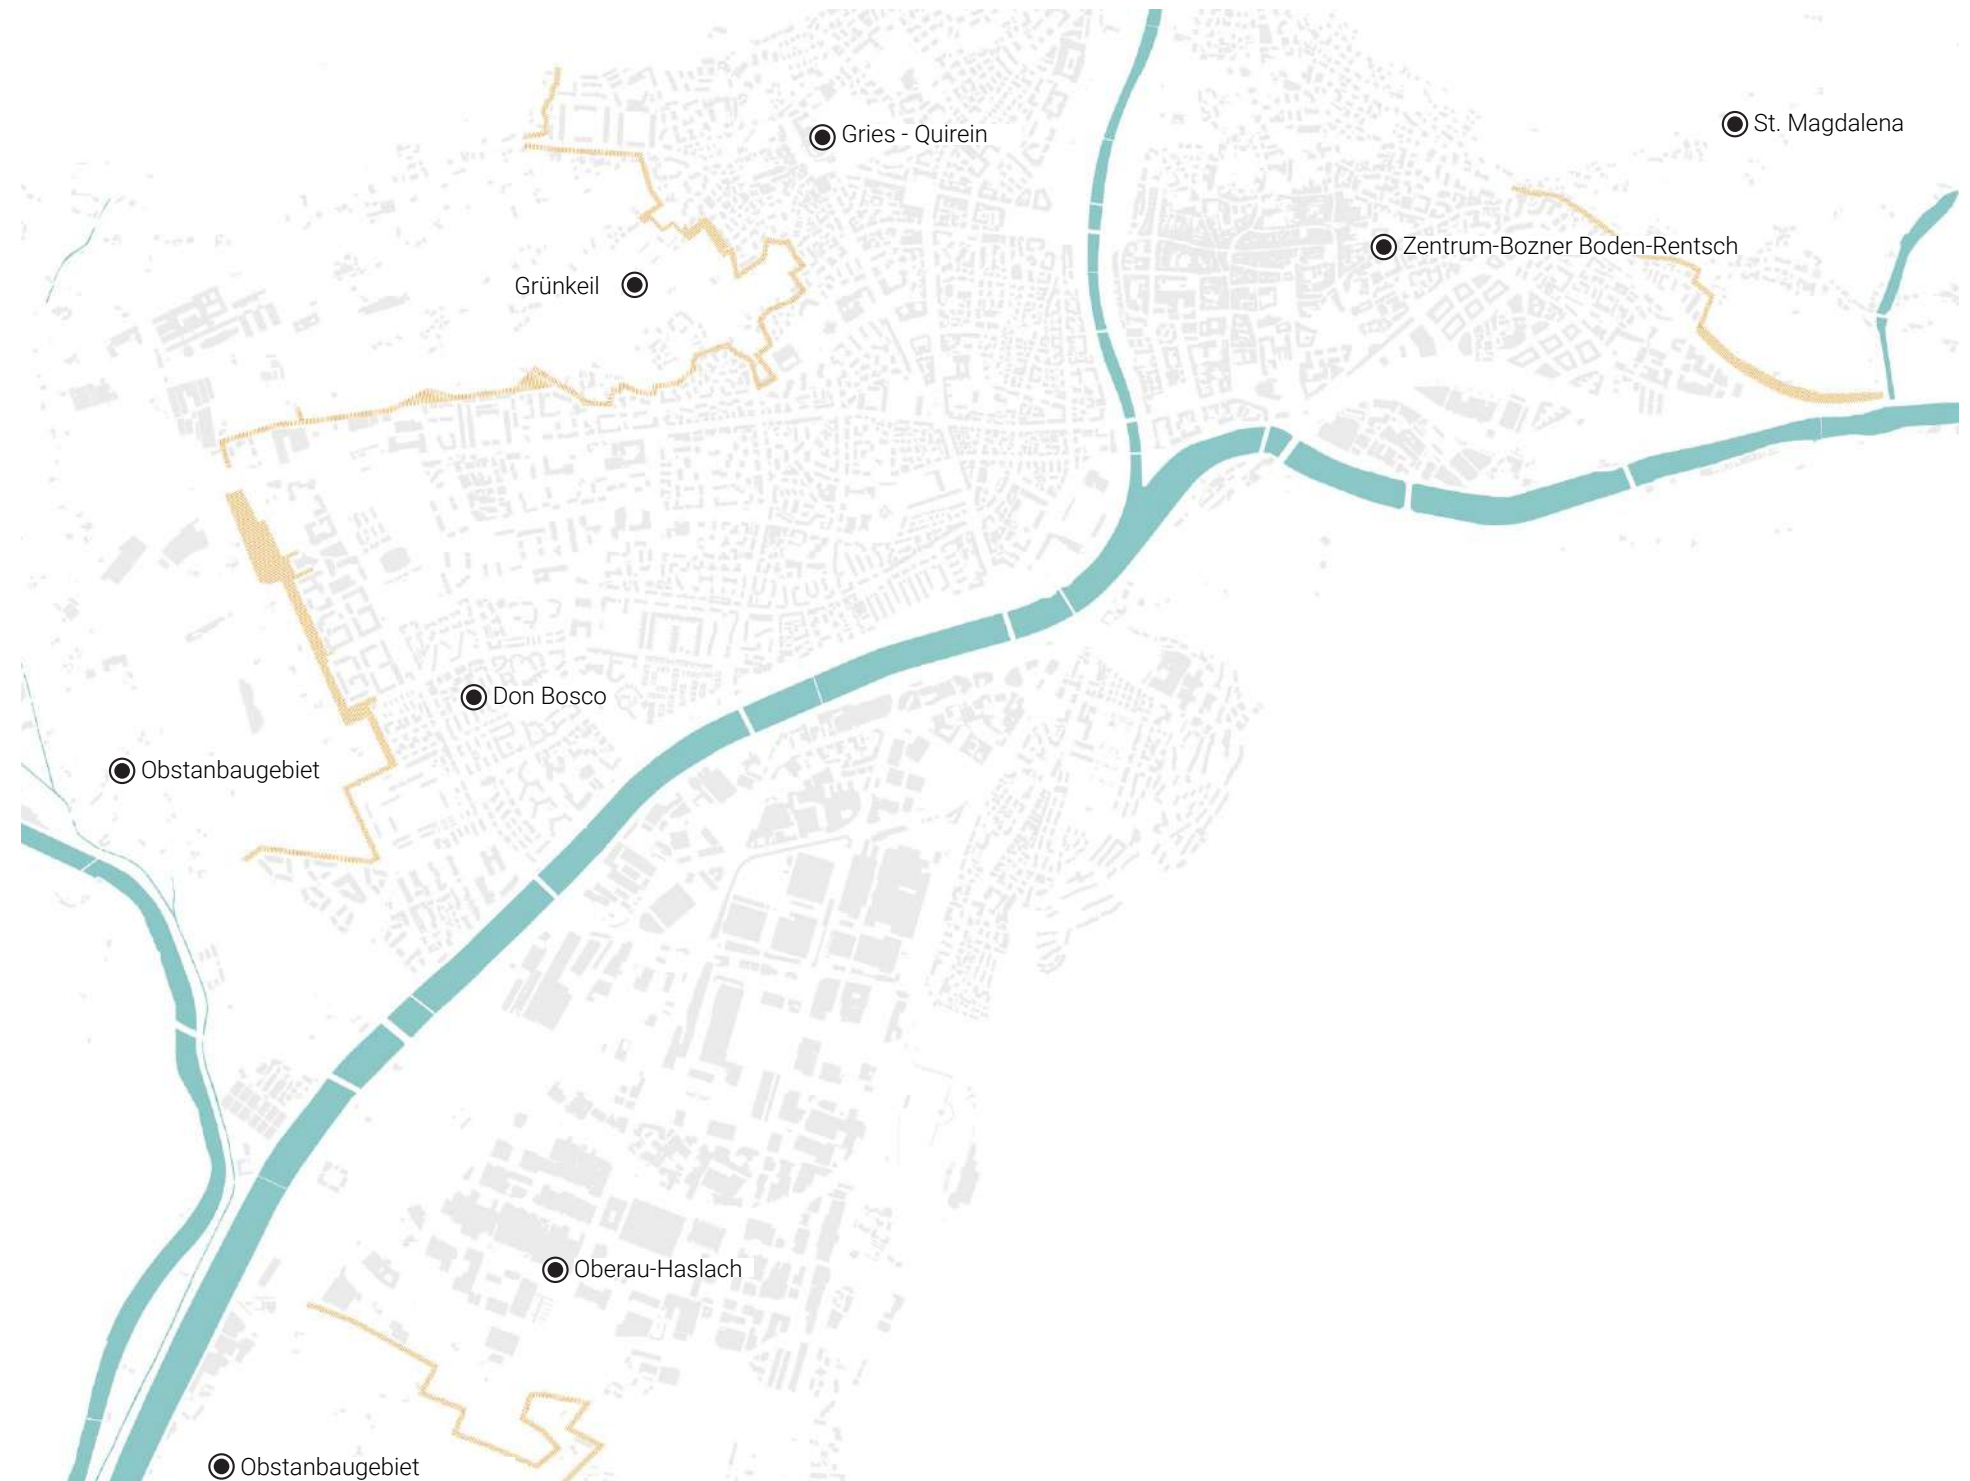 St. Magdalena
Gries - Quirein
Zentrum-Bozner Boden-Rentsch
Grünkeil
Don Bosco
Obstanbaugebiet
Oberau-Haslach
Obstanbaugebiet